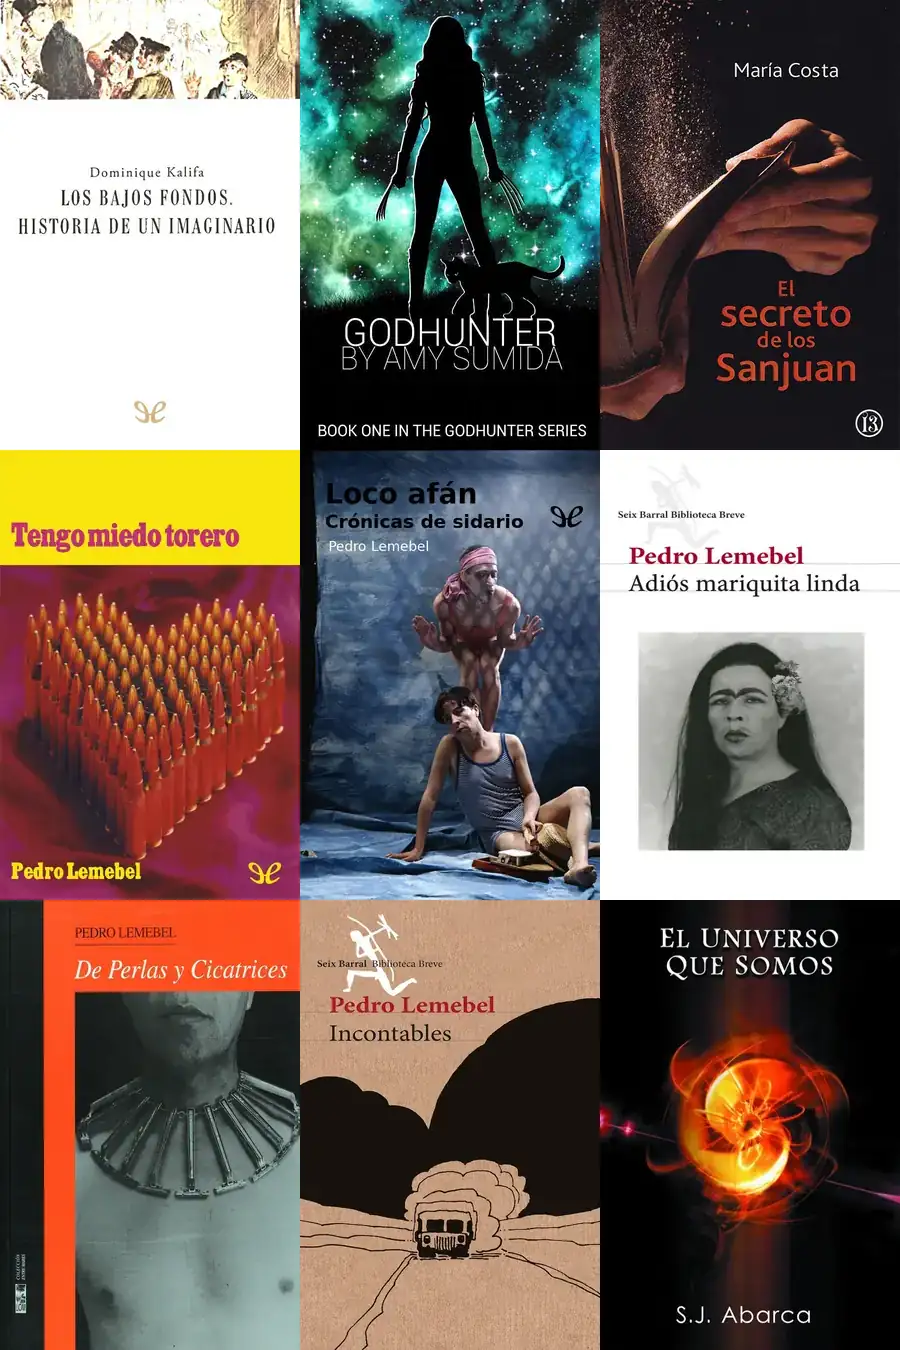 Dominique Kalifa
LOS BAJOS FONDOS.
HISTORIA DE UN IMAGINARIO
GODHUNTER
BY AMY SUMIDA
BOOK ONE IN THE GODHUNTER SERIES
María Costa
El
secreto
de los
Sanjuan
13
Tengo miedo torero
Pedro Lemebel
Loco afán
Crónicas de sidario
Pedro Lemebel
Seix Barral Biblioteca Breve
Pedro Lemebel
Adiós mariquita linda
PEDRO LEMEBEL
De Perlas y Cicatrices
Seix Barral Biblioteca Breve
Pedro Lemebel
Incontables
EL UNIVERSO
QUE SOMOS
S.J. Abarca